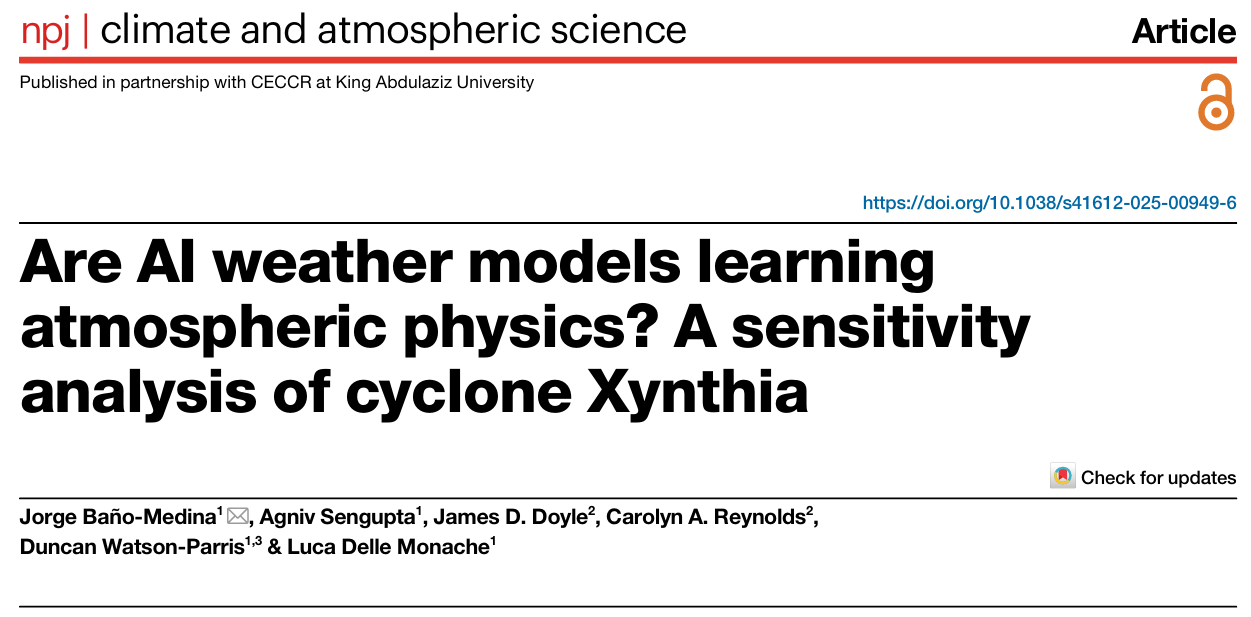 npj | climate and atmospheric science Article
Published in partnership with CECCR at King Abdulaziz University
https://doi.org/10.1038/s41612-025-00949-6
Are AI weather models learning
atmospheric physics? A sensitivity
analysis of cyclone Xynthia
Check for updates
Jorge Baño-Medina¹ ✉, Agniv Sengupta¹, James D. Doyle², Carolyn A. Reynolds²,
Duncan Watson-Parris¹,³ & Luca Delle Monache¹